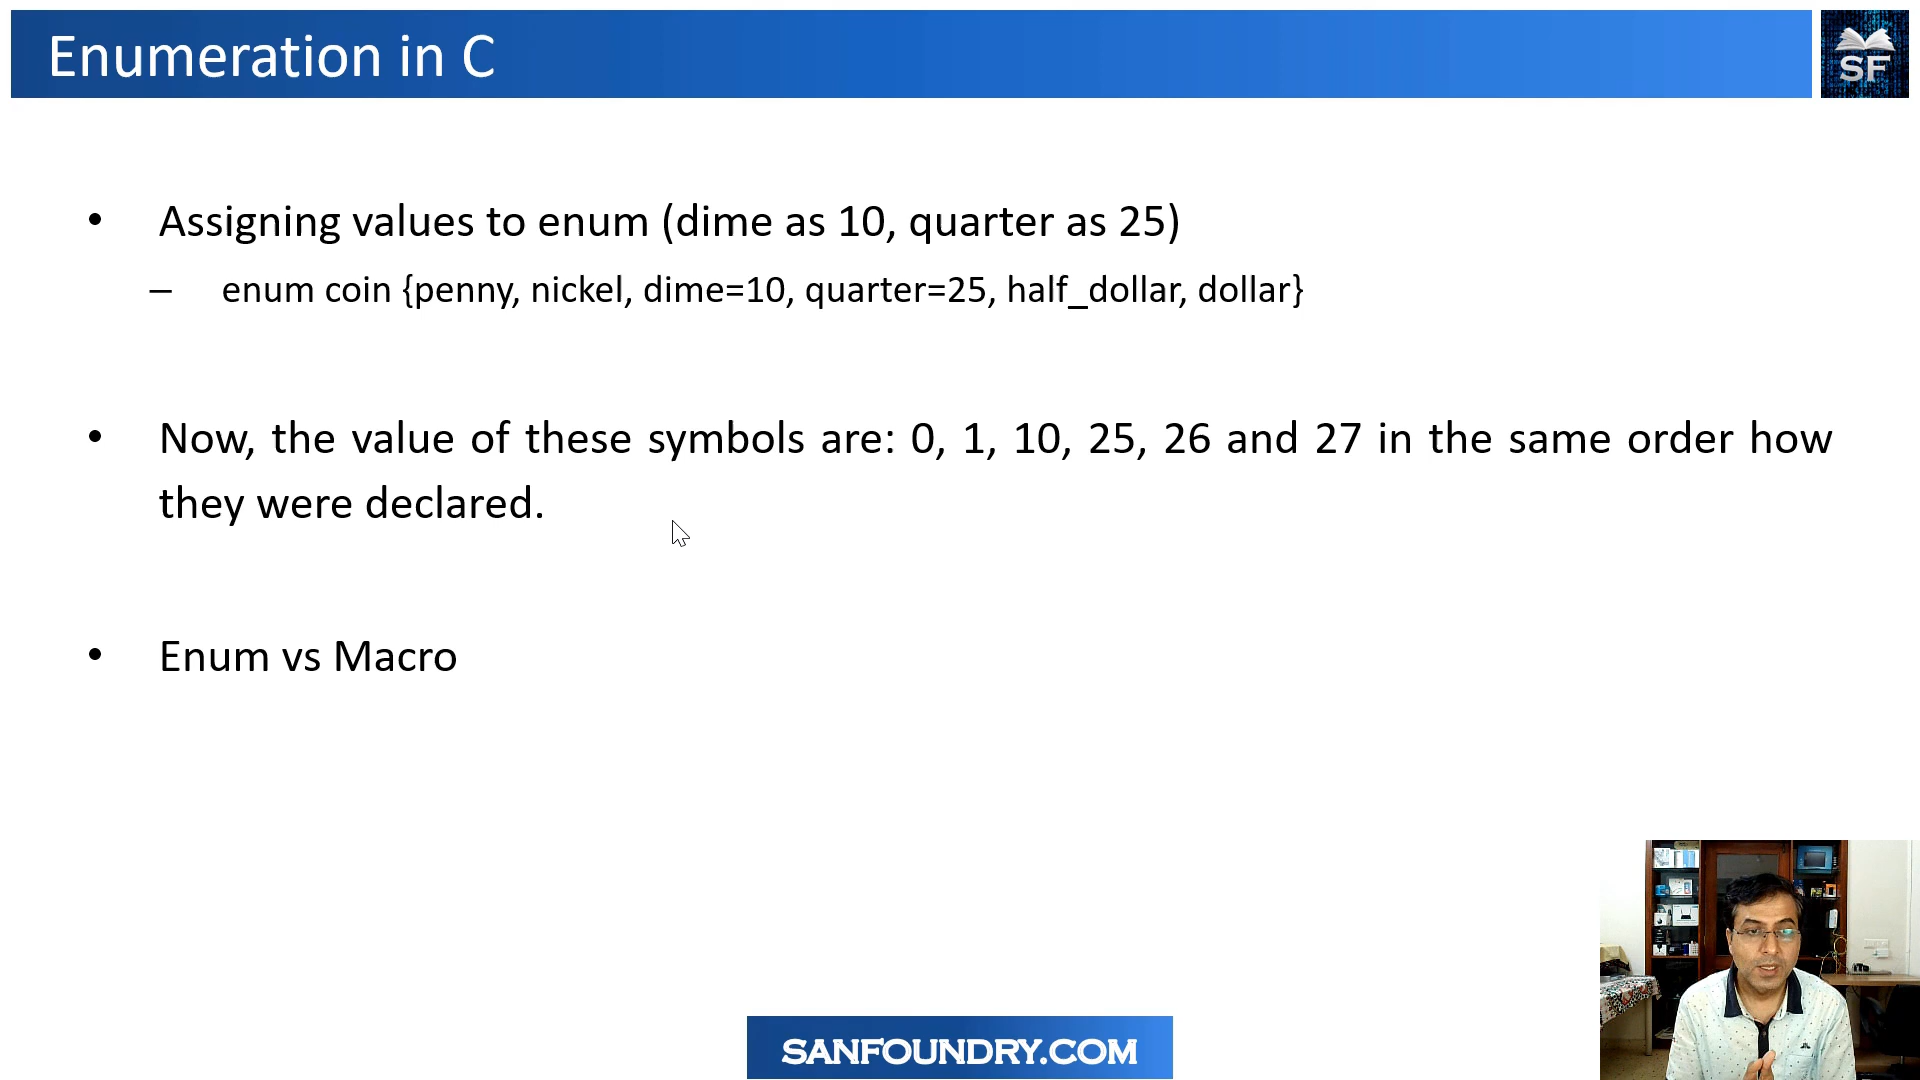 Enumeration in C
SF
• Assigning values to enum (dime as 10, quarter as 25)
– enum coin {penny, nickel, dime=10, quarter=25, half_dollar, dollar}
• Now, the value of these symbols are: 0, 1, 10, 25, 26 and 27 in the same order how
they were declared.
• Enum vs Macro
SANFOUNDRY.COM